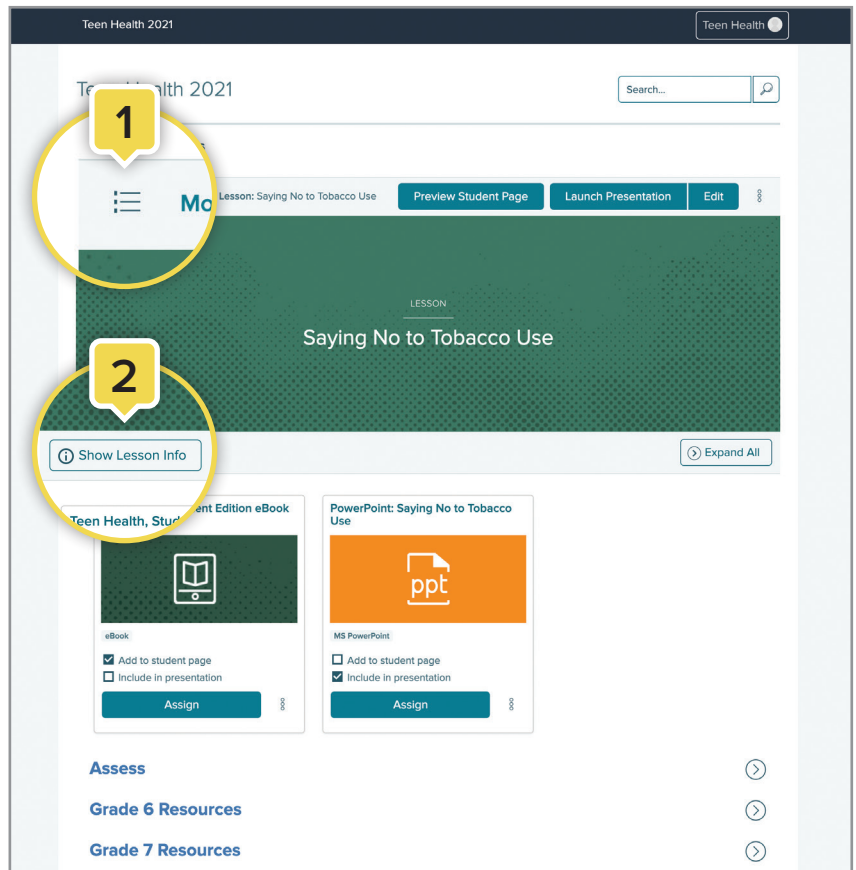 Teen Health 2021
Teen Health
Teen Health 2021
Search...
1
Mo
Lesson: Saying No to Tobacco Use
Preview Student Page
Launch Presentation
Edit
LESSON
Saying No to Tobacco Use
2
Show Lesson Info
Expand All
Teen Health, Stud
ent Edition eBook
PowerPoint: Saying No to Tobacco
Use
ppt
eBook
MS PowerPoint
Add to student page
Add to student page
Include in presentation
Include in presentation
Assign
Assign
Assess
Grade 6 Resources
Grade 7 Resources